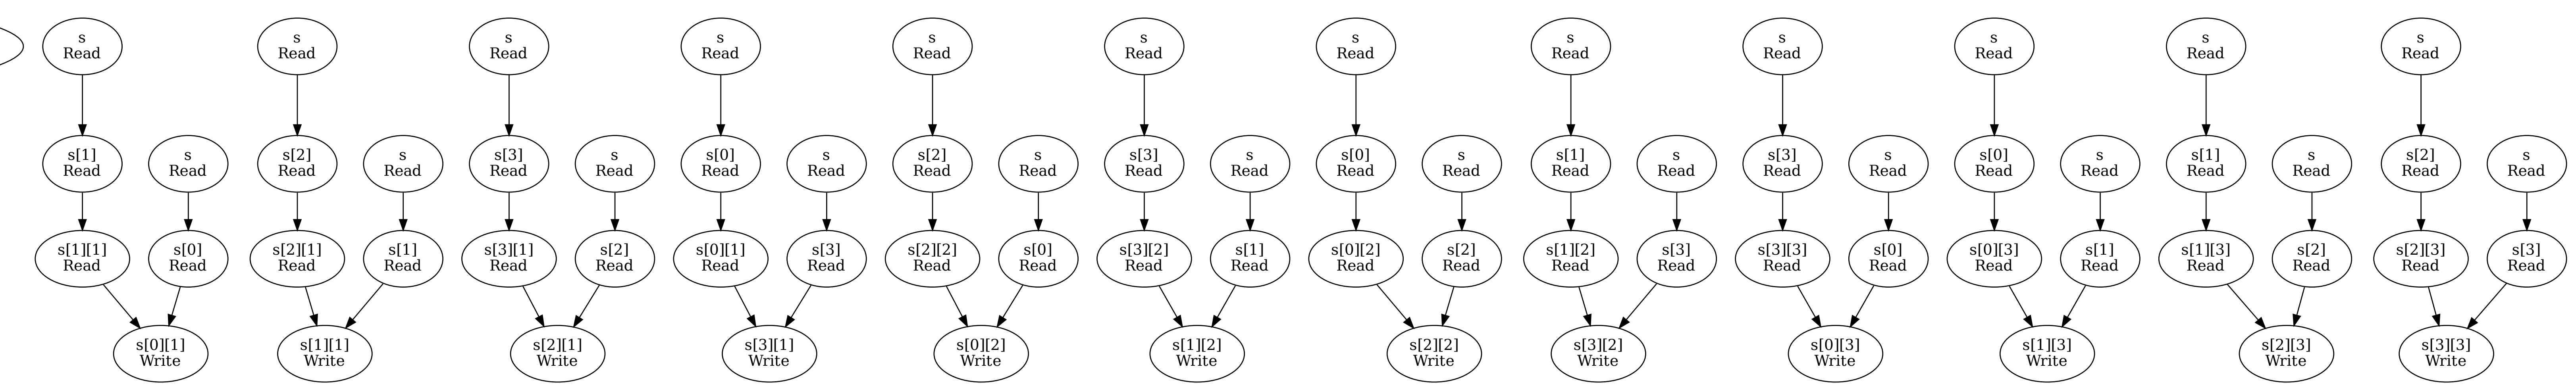 s
Read
s
Read
s
Read
s
Read
s
Read
s
Read
s
Read
s
Read
s
Read
s
Read
s
Read
s
Read
s[1]
Read
s
Read
s[2]
Read
s
Read
s[3]
Read
s
Read
s[0]
Read
s
Read
s[2]
Read
s
Read
s[3]
Read
s
Read
s[0]
Read
s
Read
s[1]
Read
s
Read
s[3]
Read
s
Read
s[0]
Read
s
Read
s[1]
Read
s
Read
s[2]
Read
s
Read
s[1][1]
Read
s[0]
Read
s[2][1]
Read
s[1]
Read
s[3][1]
Read
s[2]
Read
s[0][1]
Read
s[3]
Read
s[2][2]
Read
s[0]
Read
s[3][2]
Read
s[1]
Read
s[0][2]
Read
s[2]
Read
s[1][2]
Read
s[3]
Read
s[3][3]
Read
s[0]
Read
s[0][3]
Read
s[1]
Read
s[1][3]
Read
s[2]
Read
s[2][3]
Read
s[3]
Read
s[0][1]
Write
s[1][1]
Write
s[2][1]
Write
s[3][1]
Write
s[0][2]
Write
s[1][2]
Write
s[2][2]
Write
s[3][2]
Write
s[0][3]
Write
s[1][3]
Write
s[2][3]
Write
s[3][3]
Write